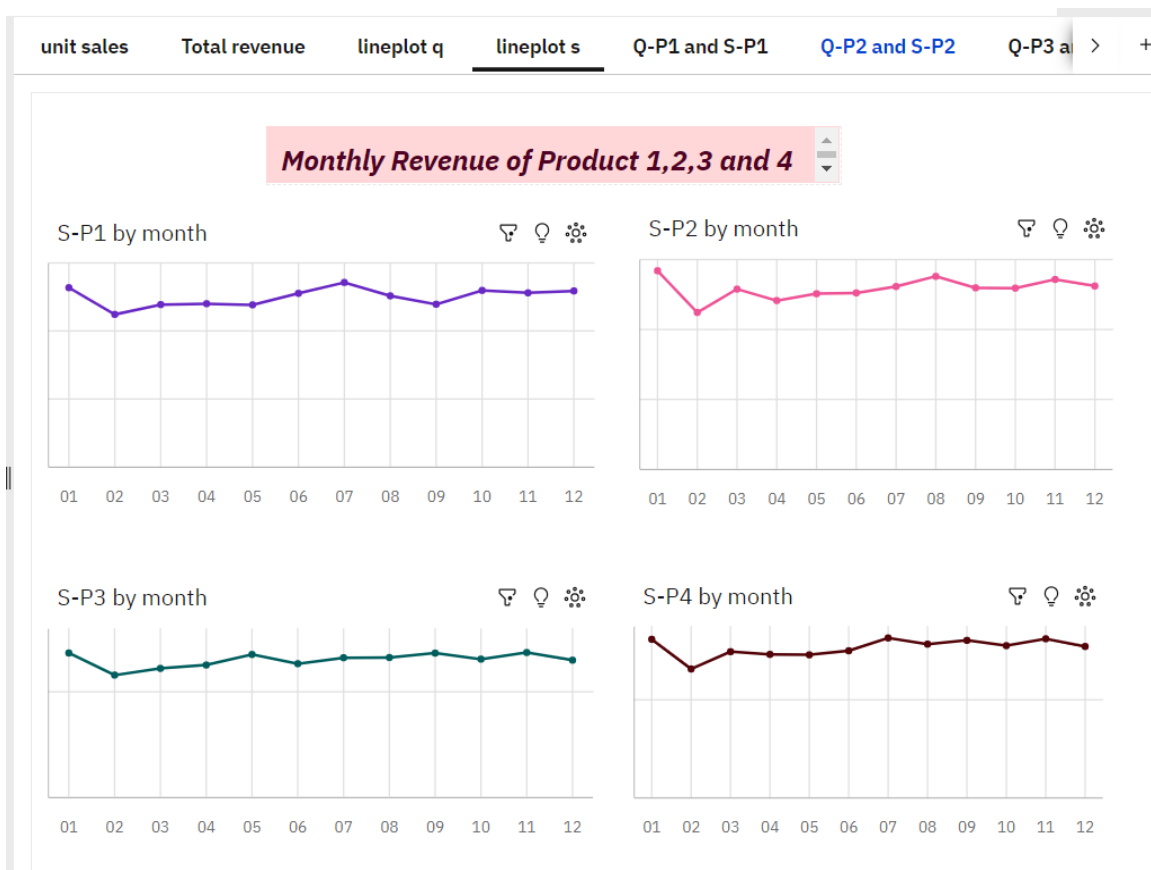 unit sales Total revenue lineplot q lineplot s Q-P1 and S-P1 Q-P2 and S-P2 Q-P3 > +
Monthly Revenue of Product 1,2,3 and 4
S-P1 by month
01 02 03 04 05 06 07 08 09 10 11 12
S-P2 by month
01 02 03 04 05 06 07 08 09 10 11 12
S-P3 by month
01 02 03 04 05 06 07 08 09 10 11 12
S-P4 by month
01 02 03 04 05 06 07 08 09 10 11 12